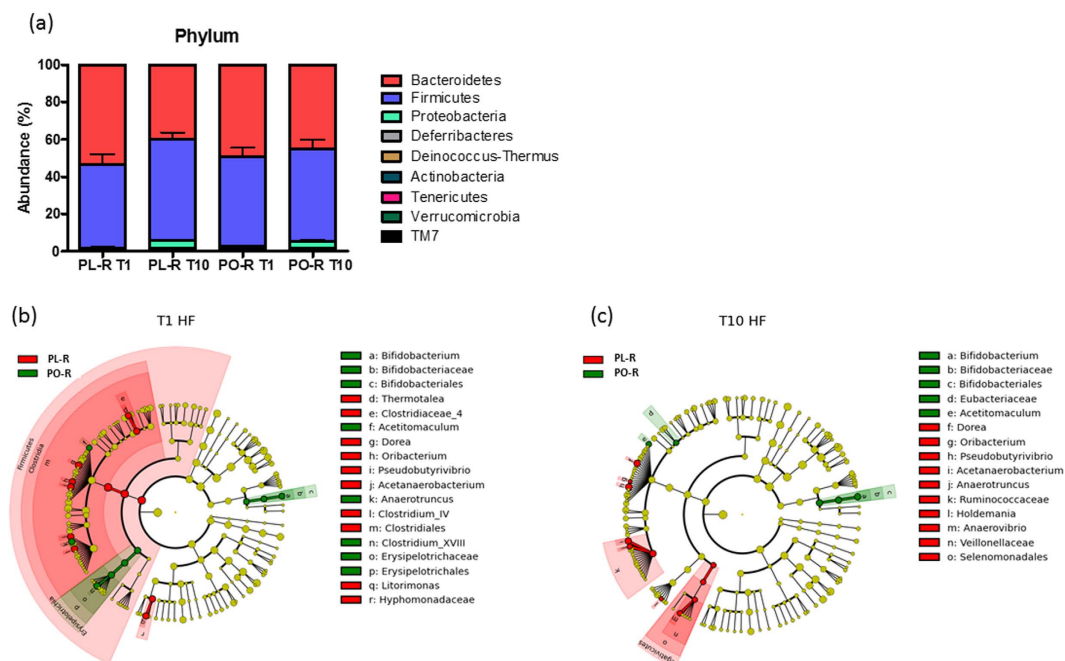 (a)
Phylum
Abundance (%)
100
80
60
40
20
0
PL-R T1
PL-R T10
PO-R T1
PO-R T10
Bacteroidetes
Firmicutes
Proteobacteria
Deferribacteres
Deinococcus-Thermus
Actinobacteria
Tenericutes
Verrucomicrobia
TM7
(b)
T1 HF
PL-R
PO-R
Firmicutes
Clostridia
m
e
o
p
Erysipelotrichia
r
a
b
c
a: Bifidobacterium
b: Bifidobacteriaceae
c: Bifidobacteriales
d: Thermotalea
e: Clostridiaceae_4
f: Acetitomaculum
g: Dorea
h: Oribacterium
i: Pseudobutyrivibrio
j: Acetanaerobacterium
k: Anaerotruncus
l: Clostridium_IV
m: Clostridiales
n: Clostridium_XVIII
o: Erysipelotrichaceae
p: Erysipelotrichales
q: Litorimonas
r: Hyphomonadaceae
(c)
T10 HF
PL-R
PO-R
k
m
n
o
a
b
c
a: Bifidobacterium
b: Bifidobacteriaceae
c: Bifidobacteriales
d: Eubacteriaceae
e: Acetitomaculum
f: Dorea
g: Oribacterium
h: Pseudobutyrivibrio
i: Acetanaerobacterium
j: Anaerotruncus
k: Ruminococcaceae
l: Holdemania
m: Anaerovibrio
n: Veillonellaceae
o: Selenomonadales